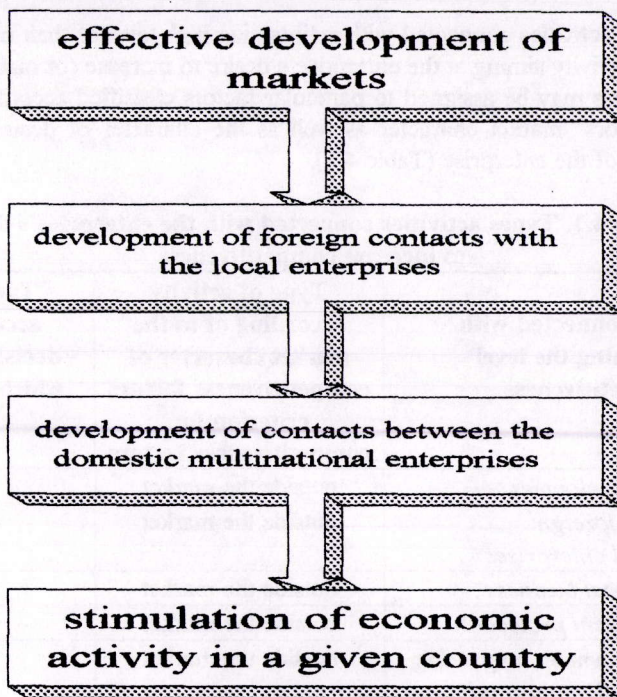 effective development of
markets
development of foreign contacts with
the local enterprises
development of contacts between the
domestic multinational enterprises
stimulation of economic
activity in a given country